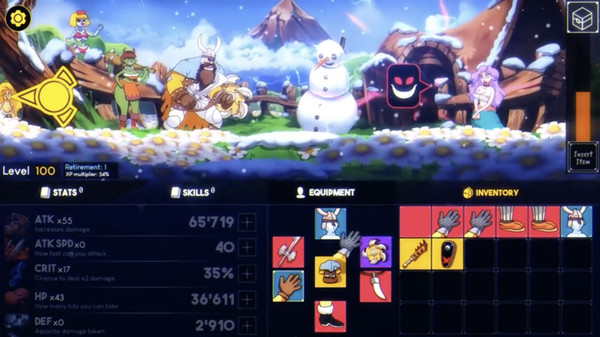 Level 100
Retirement: 1
XP multiplier: 54%
Insert
Item
STATS 0
SKILLS 0
EQUIPMENT
INVENTORY
ATK x55
Increases damage
65'719
+
ATK SPD x0
How fast you attack.
40
+
CRIT x17
Chance to deal x2 damage
35%
+
HP x43
How many hits you can take
36'611
+
DEF x0
Absorbs damage taken
2'910
+